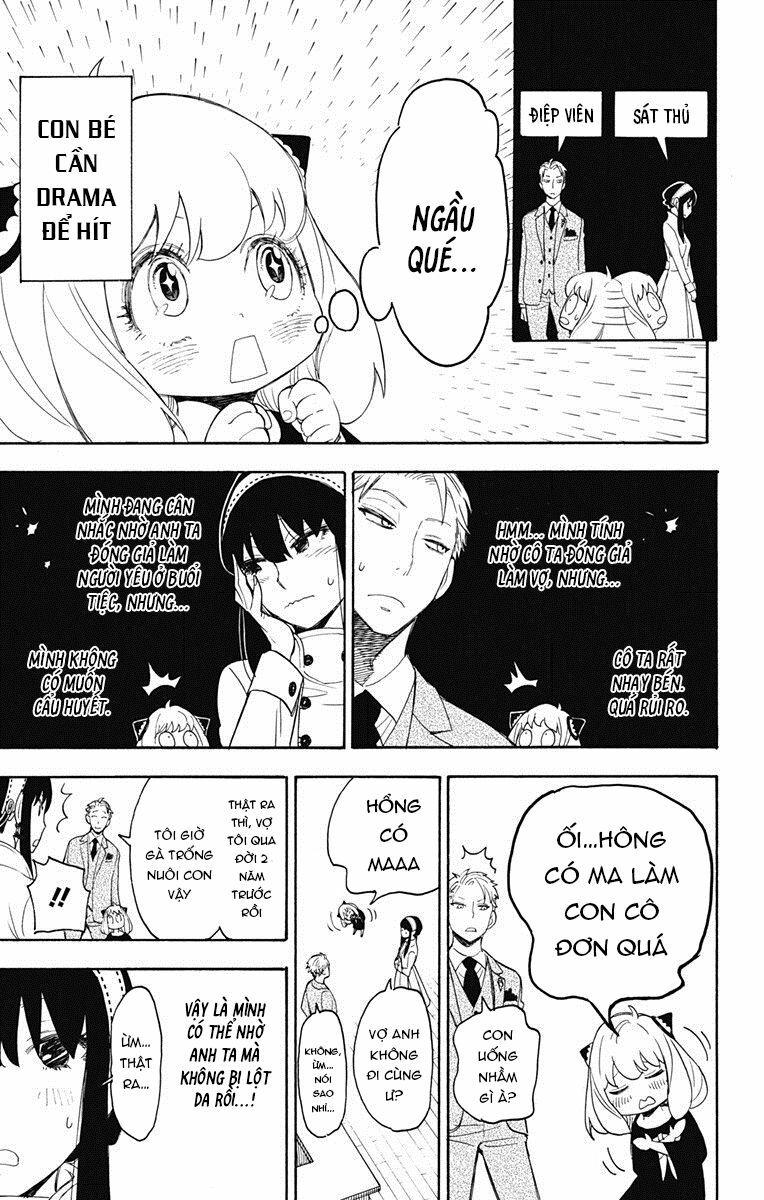 ĐIỆP VIÊN
SÁT THỦ
NGẦU
QUÉ...
CON BÉ
CẦN
DRAMA
ĐỂ HÍT
HMM... MÌNH TÍNH
NHỜ CÔ TA ĐÓNG GIẢ
LÀM VỢ, NHƯNG...
CÔ TA RẤT
NHẠY BÉN.
QUÁ RỦI RO.
MÌNH ĐANG CÂN
NHẮC NHỜ ANH TA
ĐÓNG GIẢ LÀM
NGƯỜI YÊU Ở BUỔI
TIỆC, NHƯNG...
MÌNH KHÔNG
CÓ MUỐN
CẨU HUYẾT.
ỐI...HÔNG
CÓ MA LÀM
CON CÔ
ĐƠN QUÁ
CON
UỐNG
NHẦM
GÌ À?
HỒNG
CÓ
MAAA
VỢ ANH
KHÔNG
ĐI CÙNG
Ư?
KHÔNG,
ỪM...
NÓI
SAO
NHỈ...
THẬT RA
THÌ, VỢ
TÔI QUA
ĐỜI 2
NĂM
TRƯỚC
RỒI
TÔI GIỜ
GÀ TRỐNG
NUÔI CON
VẬY
!!
VẬY LÀ MÌNH
CÓ THỂ NHỜ
ANH TA MÀ
KHÔNG BỊ LỘT
DA RỒI...!
ỪM...
THẬT
RA...